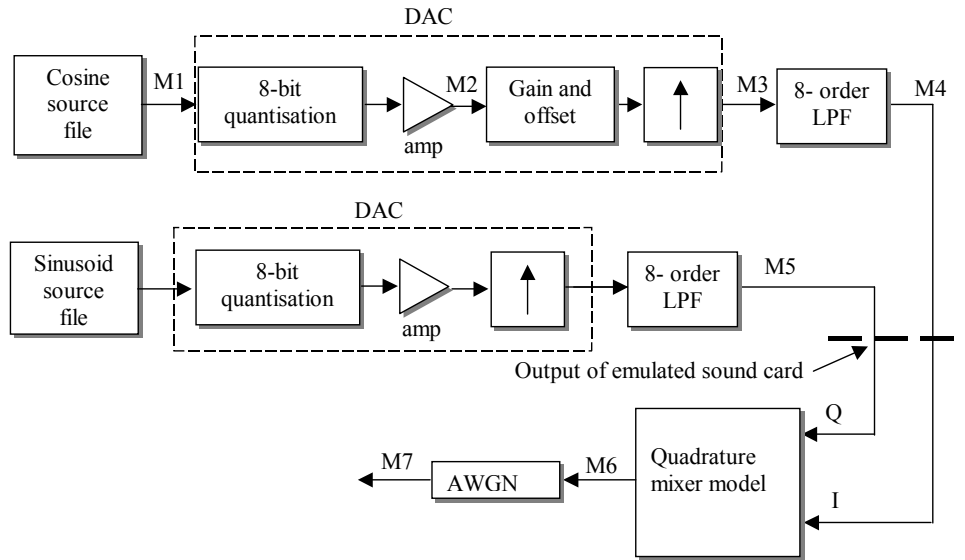 DAC
Cosine
source
file
M1
8-bit
quantisation
amp
M2
Gain and
offset
M3
8- order
LPF
M4
DAC
Sinusoid
source
file
8-bit
quantisation
amp
8- order
LPF
M5
Output of emulated sound card
Q
Quadrature
mixer model
I
M6
AWGN
M7